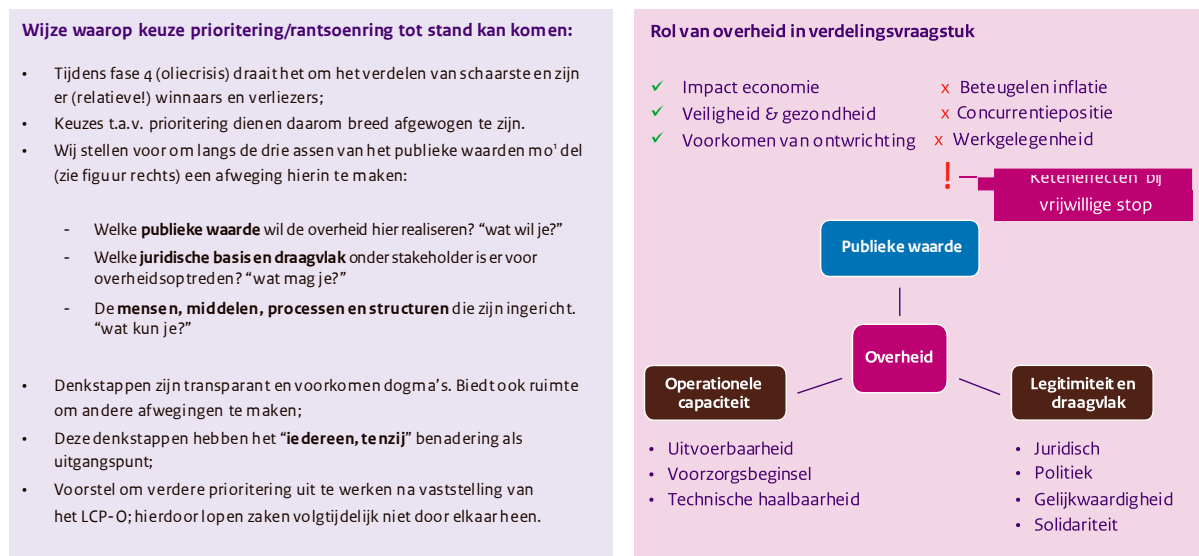 Wijze waarop keuze prioritering/rantsoenring tot stand kan komen:
• Tijdens fase 4 (oliecrisis) draait het om het verdelen van schaarste en zijn
er (relatieve!) winnaars en verliezers;
• Keuzes t.a.v. prioritering dienen daarom breed afgewogen te zijn.
• Wij stellen voor om langs de drie assen van het publieke waarden mo¹ del
(zie figuur rechts) een afweging hierin te maken:
- Welke publieke waarde wil de overheid hier realiseren? “wat wil je?”
- Welke juridische basis en draagvlak onder stakeholder is er voor
overheidsoptreden? “wat mag je?”
- De mensen, middelen, processen en structuren die zijn ingericht.
“wat kun je?”
• Denkstappen zijn transparant en voorkomen dogma’s. Biedt ook ruimte
om andere afwegingen te maken;
• Deze denkstappen hebben het “iedereen, tenzij” benadering als
uitgangspunt;
• Voorstel om verdere prioritering uit te werken na vaststelling van
het LCP-O; hierdoor lopen zaken volgtijdelijk niet door elkaar heen.
Rol van overheid in verdelingsvraagstuk
✓ Impact economie
✓ Veiligheid & gezondheid
✓ Voorkomen van ontwrichting
x Beteugelen inflatie
x Concurrentiepositie
x Werkgelegenheid
!
Keteneffecten bij
vrijwillige stop
Publieke waarde
Overheid
Operationele
capaciteit
• Uitvoerbaarheid
• Voorzorgsbeginsel
• Technische haalbaarheid
Legitimiteit en
draagvlak
• Juridisch
• Politiek
• Gelijkwaardigheid
• Solidariteit